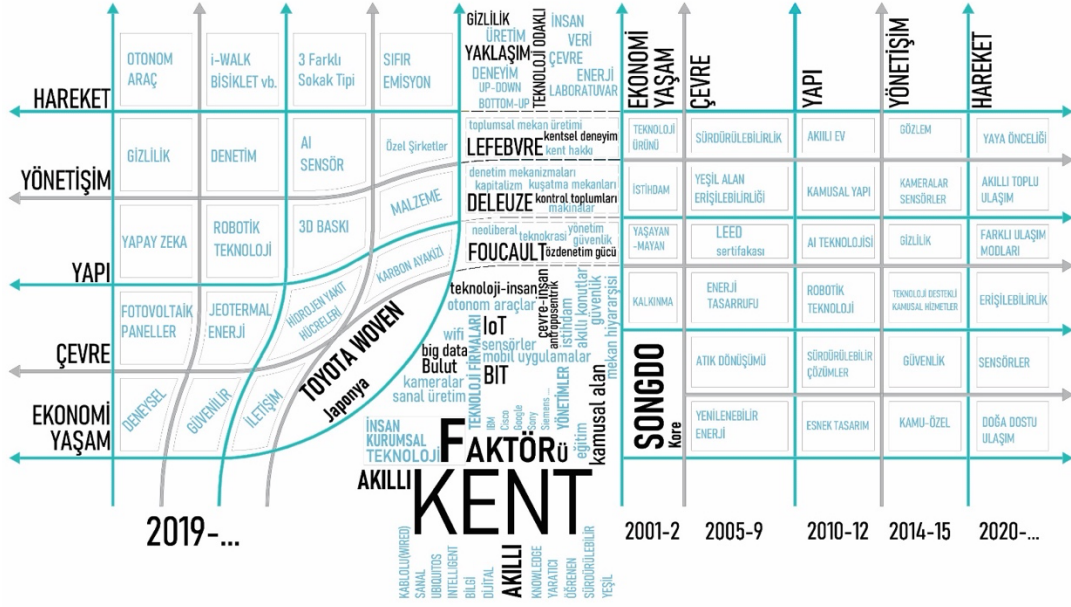 HAREKET
OTONOM
ARAÇ
i-WALK
BİSİKLET vb.
3 Farklı
Sokak Tipi
SIFIR
EMİSYON
YÖNETİŞİM
GİZLİLİK
DENETİM
AI
SENSÖR
Özel Şirketler
YAPI
YAPAY ZEKA
ROBOTİK
TEKNOLOJİ
3D BASKI
MALZEME
ÇEVRE
FOTOVOLTAİK
PANELLER
JEOTERMAL
ENERJİ
HİDROJEN YAKIT
HÜCRELERİ
KARBON AYAKİZİ
EKONOMİ
YAŞAM
DENEYSEL
GÜVENİLİR
İLETİŞİM
TOYOTA WOVEN
Japonya
2019-...
GİZLİLİK
ÜRETİM
YAKLAŞIM
DENEYİM
UP-DOWN
BOTTOM-UP
TEKNOLOJİ ODAKLI
İNSAN
VERİ
ÇEVRE
ENERJİ
LABORATUVAR
toplumsal mekan üretimi
LEFEBVRE
kentsel deneyim
kent hakkı
denetim mekanizmaları
kapitalizm
kuşatma mekanları
DELEUZE
kontrol toplumları
makinalar
neoliberal
teknokrasi
yönetim
güvenlik
FOUCAULT
özdenetim gücü
teknoloji-insan
otonom araçlar
wifi
IoT
sensörler
big data
mobil uygulamalar
Bulut
BIT
kameralar
sanal üretim
TEKNOLOJİ FİRMALARI
IBM
Cisco
Google
Sony
Siemens...
YÖNETİMLER
çevre-insan
antroposentrik
istihdam
akıllı konutlar
güvenlik
mekan hiyararşisi
eğitim
kamusal alan
İNSAN
KURUMSAL
TEKNOLOJİ
FAKTÖRÜ
AKILLI
KENT
KABLOLU(WIRED)
SANAL
UBIQUITOS
INTELLIGENT
BİLGİ
DİJİTAL
AKILLI
KNOWLEDGE
YARATICI
ÖĞRENEN
SÜRDÜRÜLEBİLİR
YEŞİL
EKONOMİ
YAŞAM
ÇEVRE
YAPI
YÖNETİŞİM
HAREKET
TEKNOLOJİ
ÜRÜNÜ
SÜRDÜRÜLEBİLİRLİK
AKIILI EV
GÖZLEM
YAYA ÖNCELİĞİ
İSTİHDAM
YEŞİL ALAN
ERİŞİLEBİLİRLİĞİ
KAMUSAL YAPI
KAMERALAR
SENSÖRLER
AKILLI TOPLU
ULAŞIM
YAŞAYAN
-MAYAN
LEED
sertifakası
AI TEKNOLOJİSİ
GİZLİLİK
FARKLI ULAŞIM
MODLARI
KALKINMA
ENERJİ
TASARRUFU
ROBOTİK
TEKNOLOJİ
TEKNOLOJİ DESTEKLİ
KAMUSAL HİZMETLER
ERİŞİLEBİLİRLİK
SONGDO
Kore
ATIK DÖNÜŞÜMÜ
SÜRDÜRÜLEBİLİR
ÇÖZÜMLER
GÜVENLİK
SENSÖRLER
YENİLENEBİLİR
ENERJİ
ESNEK TASARIM
KAMU-ÖZEL
DOĞA DOSTU
ULAŞIM
2001-2
2005-9
2010-12
2014-15
2020-...